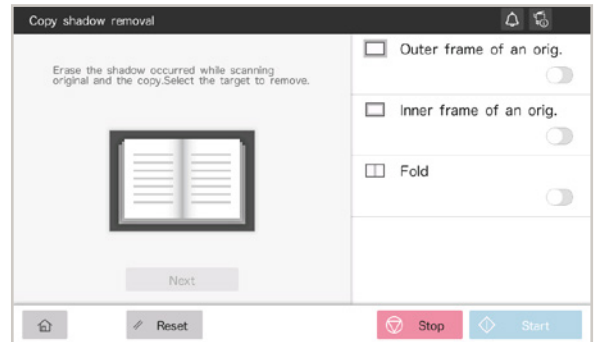 Copy shadow removal
Erase the shadow occurred while scanning
original and the copy.Select the target to remove.
Next
Outer frame of an orig.
Inner frame of an orig.
Fold
Reset
Stop
Start